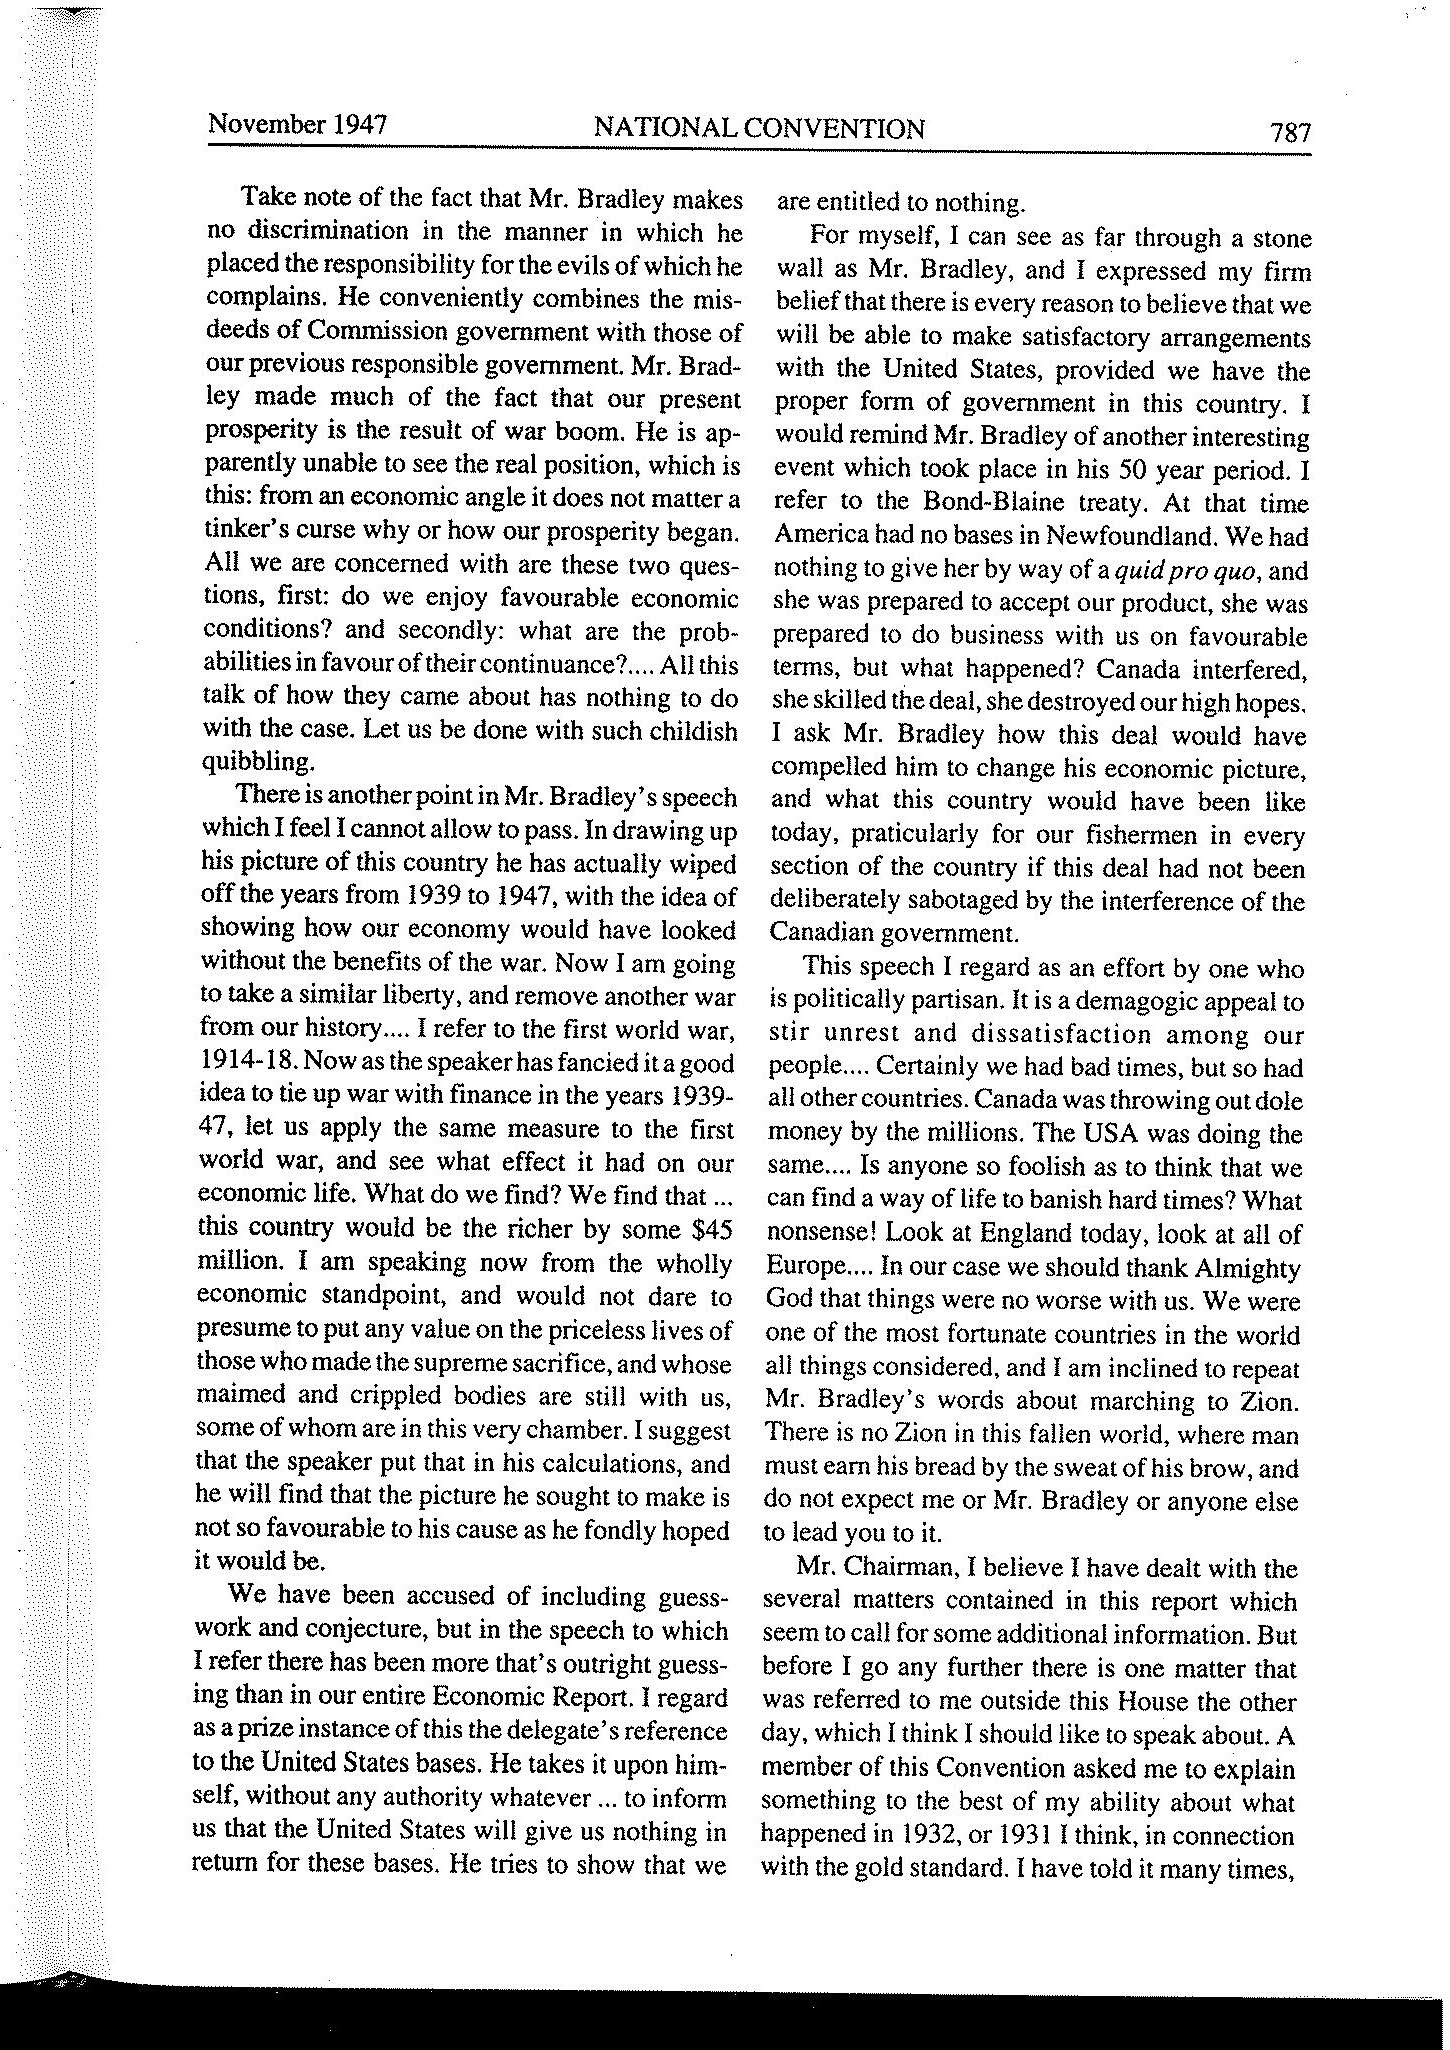 November 1947 NATIONAL CONVENTION 787
Take note of the fact that Mr. Bradley makes
no discrimination in the manner in which he
placed the responsibility for the evils of which he
complains. He conveniently combines the mis-
deeds of Commission government with those of
our previous responsible government. Mr. Brad-
ley made much of the fact that our present
prosperity is the result of war boom. He is ap-
parently unable to see the real position, which is
this: from an economic angle it does not matter a
tinker's curse why or how our prosperity began.
All we are concerned with are these two ques-
tions, first: do we enjoy favourable economic
conditions? and secondly: what are the prob-
abilities in favour of their continuance?.... All this
talk of how they came about has nothing to do
with the case. Let us be done with such childish
quibbling.
There is another point in Mr. Bradley's speech
which I feel I cannot allow to pass. In drawing up
his picture of this country he has actually wiped
off the years from 1939 to 1947, with the idea of
showing how our economy would have looked
without the benefits of the war. Now I am going
to take a similar liberty, and remove another war
from our history.... I refer to the first world war,
1914-18. Now as the speaker has fancied it a good
idea to tie up war with finance in the years 1939-
47, let us apply the same measure to the first
world war, and see what effect it had on our
economic life. What do we find? We find that ...
this country would be the richer by some $45
million. I am speaking now from the wholly
economic standpoint, and would not dare to
presume to put any value on the priceless lives of
those who made the supreme sacrifice, and whose
maimed and crippled bodies are still with us,
some of whom are in this very chamber. I suggest
that the speaker put that in his calculations, and
he will find that the picture he sought to make is
not so favourable to his cause as he fondly hoped
it would be.
We have been accused of including guess-
work and conjecture, but in the speech to which
I refer there has been more that's outright guess-
ing than in our entire Economic Report. I regard
as a prize instance of this the delegate's reference
to the United States bases. He takes it upon him-
self, without any authority whatever ... to inform
us that the United States will give us nothing in
return for these bases. He tries to show that we
are entitled to nothing.
For myself, I can see as far through a stone
wall as Mr. Bradley, and I expressed my firm
belief that there is every reason to believe that we
will be able to make satisfactory arrangements
with the United States, provided we have the
proper form of government in this country. I
would remind Mr. Bradley of another interesting
event which took place in his 50 year period. I
refer to the Bond-Blaine treaty. At that time
America had no bases in Newfoundland. We had
nothing to give her by way of a quid pro quo, and
she was prepared to accept our product, she was
prepared to do business with us on favourable
terms, but what happened? Canada interfered,
she skilled the deal, she destroyed our high hopes.
I ask Mr. Bradley how this deal would have
compelled him to change his economic picture,
and what this country would have been like
today, praticularly for our fishermen in every
section of the country if this deal had not been
deliberately sabotaged by the interference of the
Canadian government.
This speech I regard as an effort by one who
is politically partisan. It is a demagogic appeal to
stir unrest and dissatisfaction among our
people.... Certainly we had bad times, but so had
all other countries. Canada was throwing out dole
money by the millions. The USA was doing the
same.... Is anyone so foolish as to think that we
can find a way of life to banish hard times? What
nonsense! Look at England today, look at all of
Europe.... In our case we should thank Almighty
God that things were no worse with us. We were
one of the most fortunate countries in the world
all things considered, and I am inclined to repeat
Mr. Bradley's words about marching to Zion.
There is no Zion in this fallen world, where man
must earn his bread by the sweat of his brow, and
do not expect me or Mr. Bradley or anyone else
to lead you to it.
Mr. Chairman, I believe I have dealt with the
several matters contained in this report which
seem to call for some additional information. But
before I go any further there is one matter that
was referred to me outside this House the other
day, which I think I should like to speak about. A
member of this Convention asked me to explain
something to the best of my ability about what
happened in 1932, or 1931 I think, in connection
with the gold standard. I have told it many times,